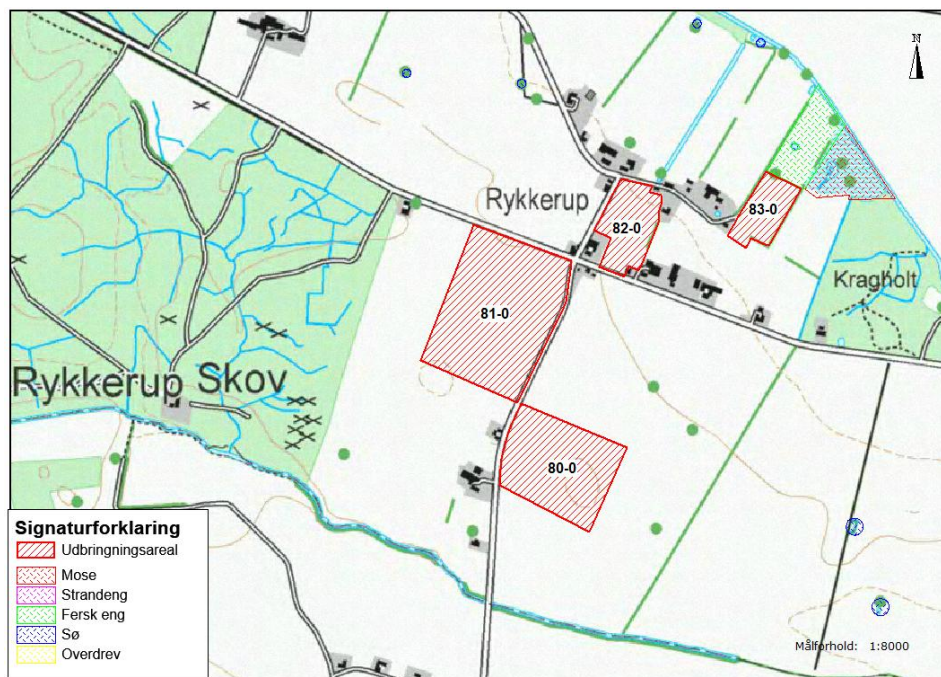 N
Rykkerup
82-0
83-0
Kragholt
81-0
Rykkerup Skov
80-0
Signaturforklaring
Udbringningsareal
Mose
Strandeng
Fersk eng
Sø
Overdrev
Målforhold: 1:8000